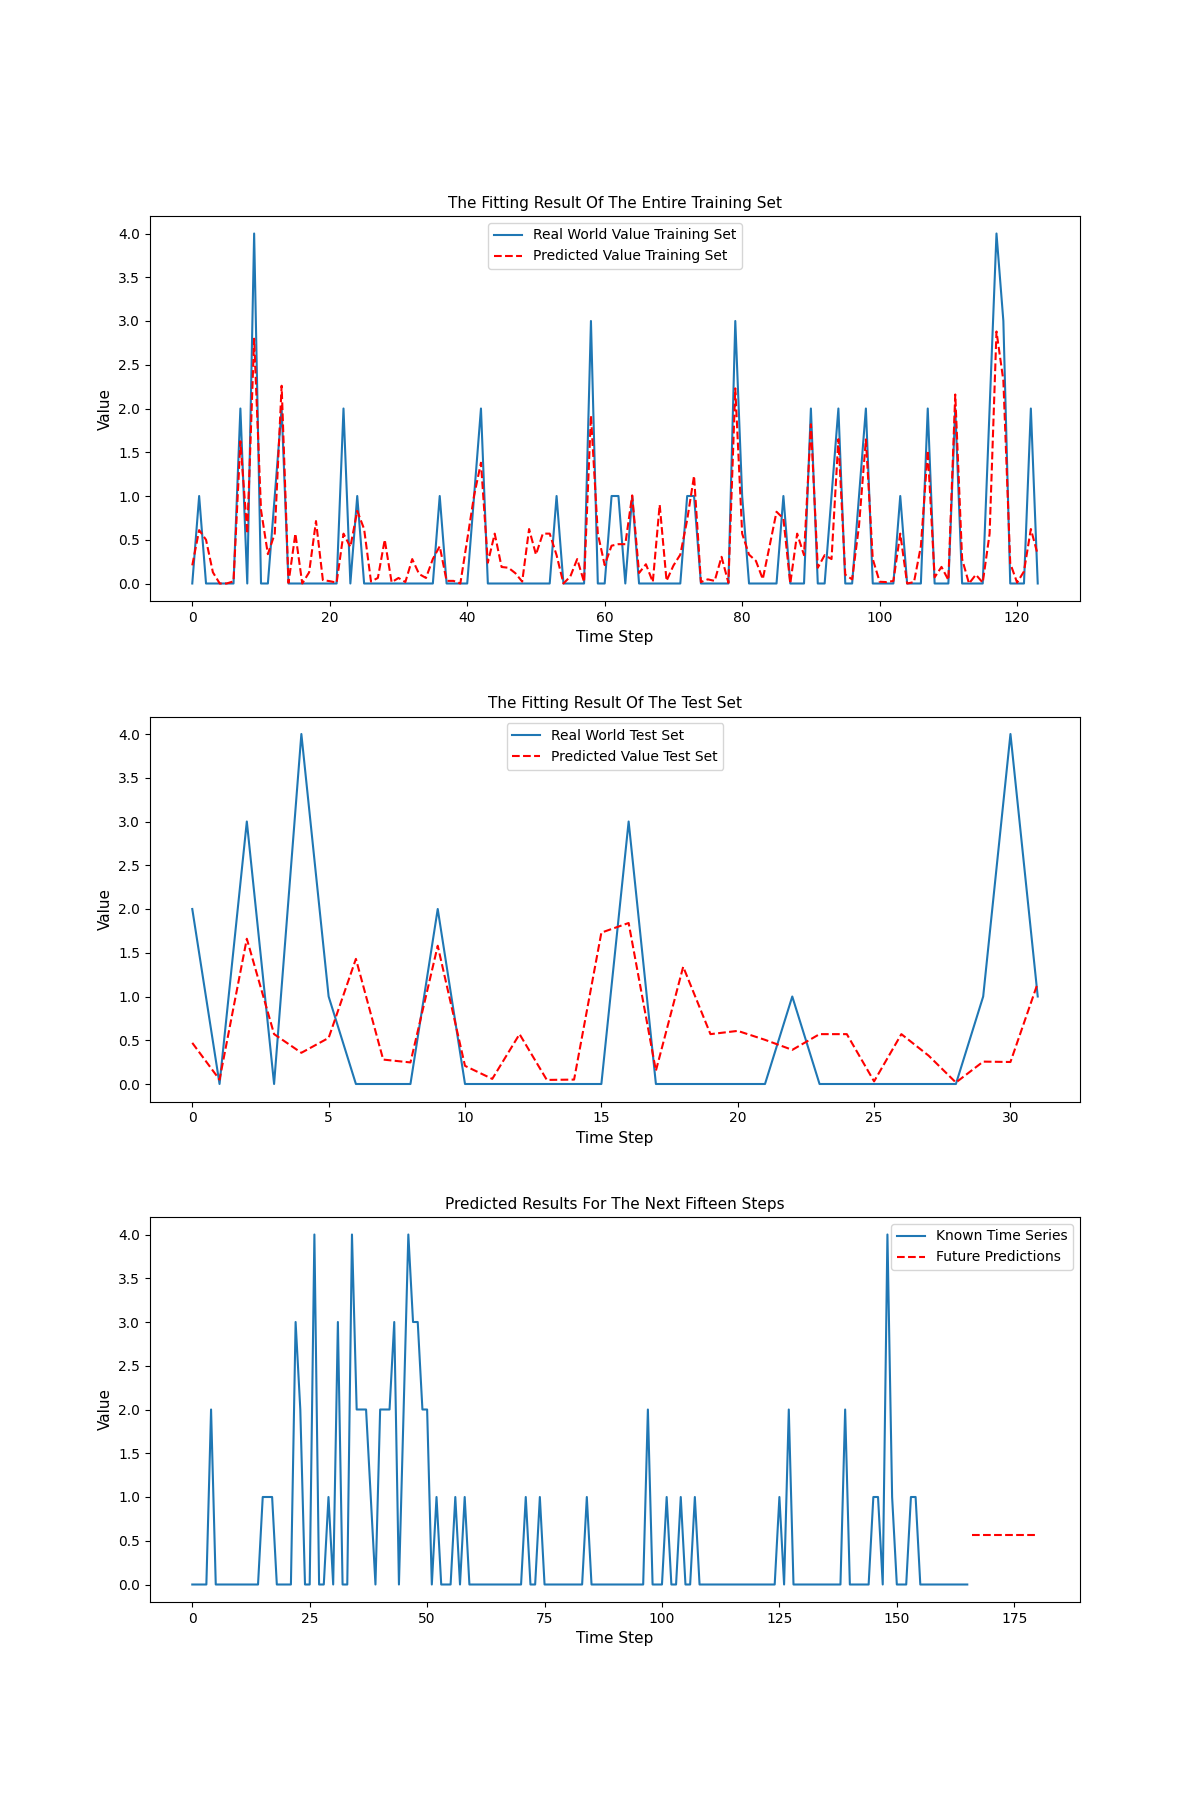 The Fitting Result Of The Entire Training Set
Real World Value Training Set
Predicted Value Training Set
Value
4.0
3.5
3.0
2.5
2.0
1.5
1.0
0.5
0.0
0 20 40 60 80 100 120
Time Step
The Fitting Result Of The Test Set
Real World Test Set
Predicted Value Test Set
Value
4.0
3.5
3.0
2.5
2.0
1.5
1.0
0.5
0.0
0 5 10 15 20 25 30
Time Step
Predicted Results For The Next Fifteen Steps
Known Time Series
Future Predictions
Value
4.0
3.5
3.0
2.5
2.0
1.5
1.0
0.5
0.0
0 25 50 75 100 125 150 175
Time Step